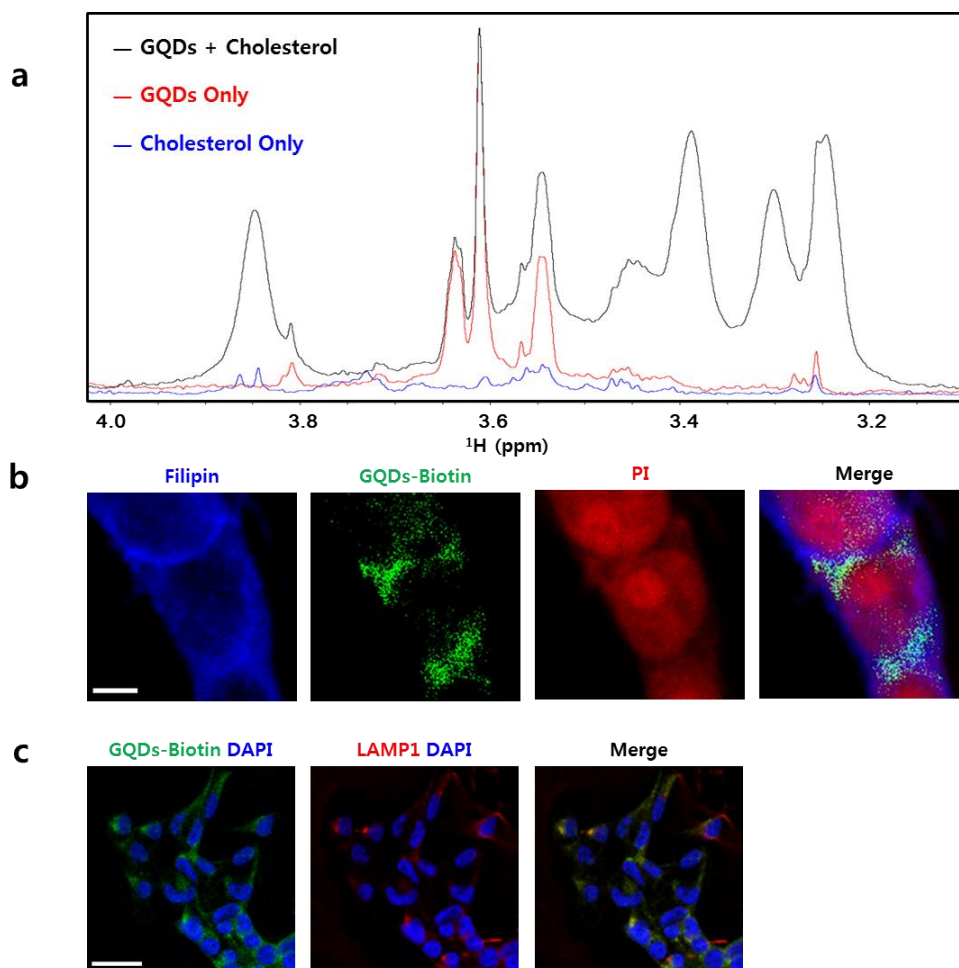 a
— GQDs + Cholesterol
— GQDs Only
— Cholesterol Only
4.0 3.8 3.6 3.4 3.2
¹H (ppm)
b
Filipin GQDs-Biotin PI Merge
c
GQDs-Biotin DAPI LAMP1 DAPI Merge